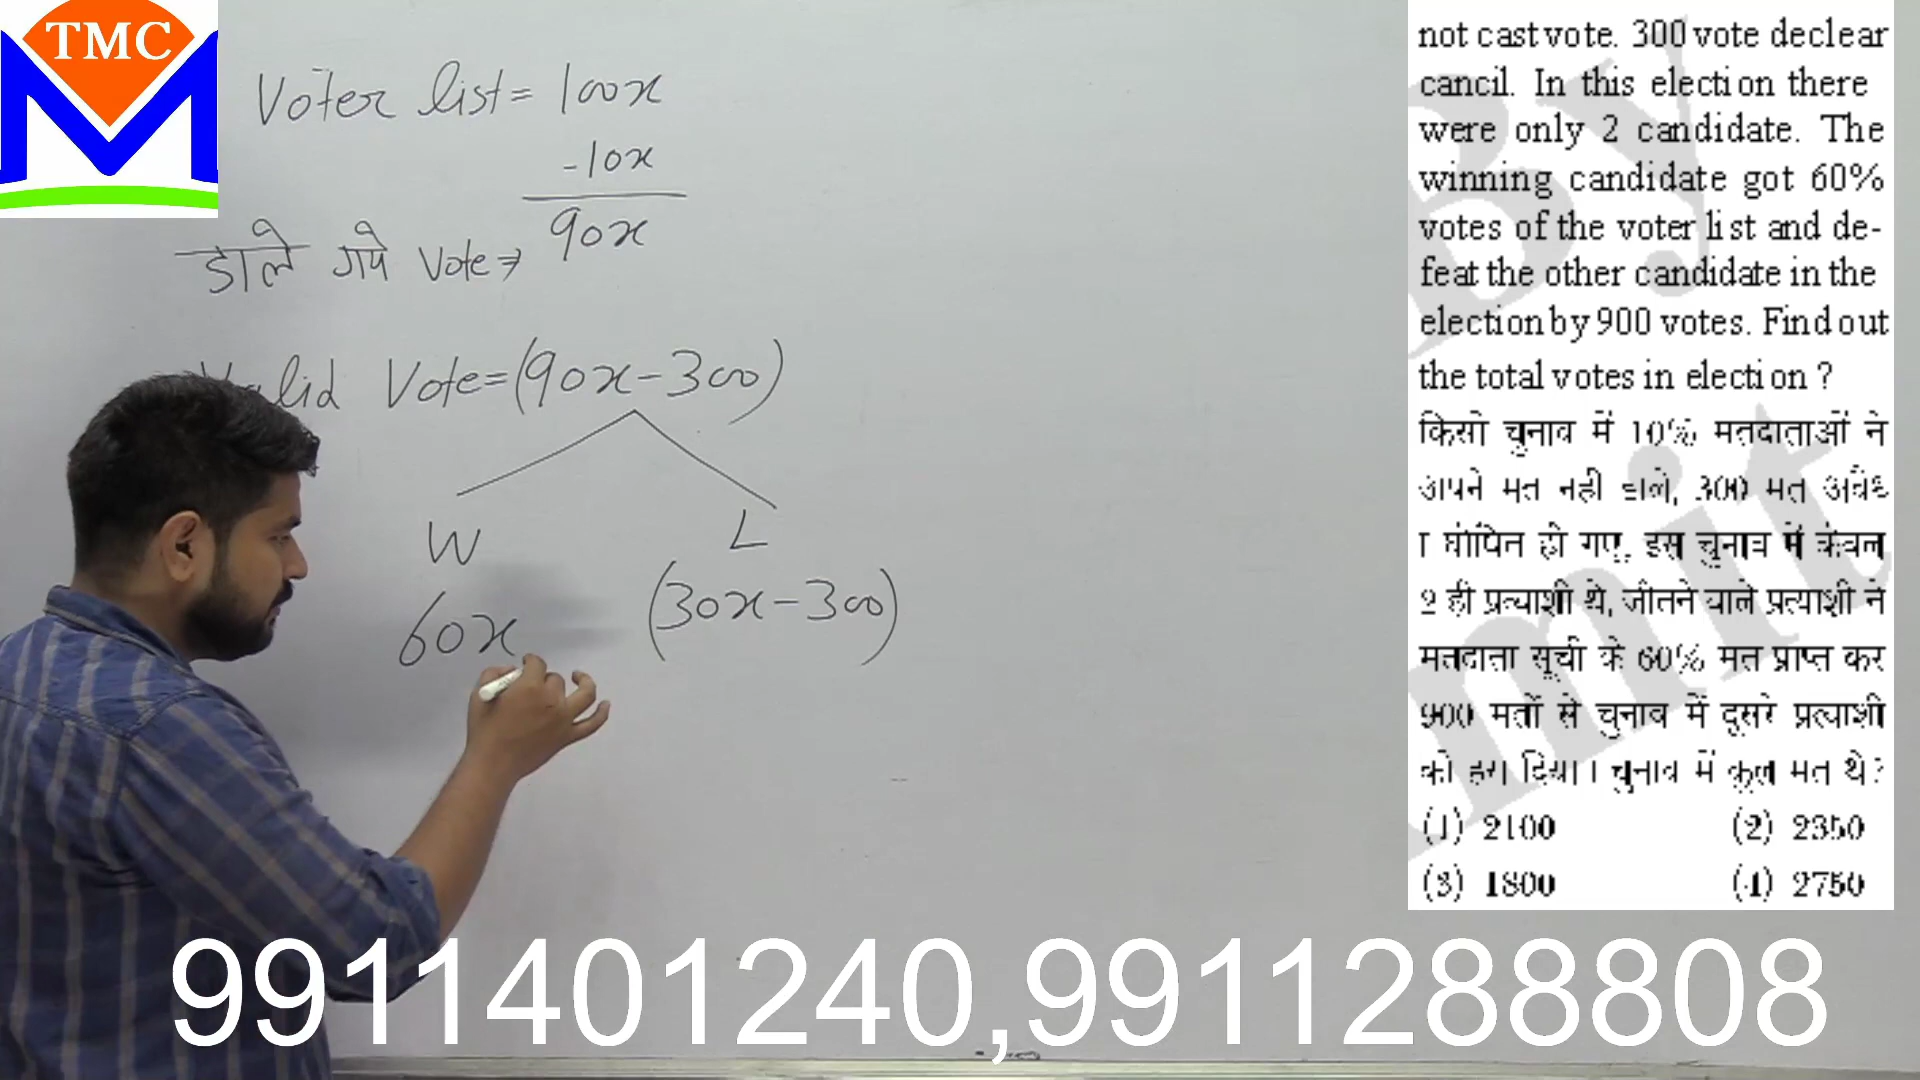 TMC
Voter list = 100x
-10x
90x
डाले गये Vote ⇒
Valid Vote = (90x - 300)
W L
60x (30x - 300)
not cast vote. 300 vote declear
cancil. In this election there
were only 2 candidate. The
winning candidate got 60%
votes of the voter list and de-
feat the other candidate in the
election by 900 votes. Find out
the total votes in election ?
किसी चुनाव में 10% मतदाताओं ने
अपने मत नही डाले, 300 मत अवैध
ा घोषित हो गए, इस चुनाव में केवल
2 ही प्रत्याशी थे, जीतने वाले प्रत्याशी ने
मतदाता सूची के 60% मत प्राप्त कर
900 मतों से चुनाव में दूसरे प्रत्याशी
को हरा दिया। चुनाव में कुल मत थे?
(1) 2100 (2) 2350
(3) 1800 (4) 2750
9911401240,9911288808